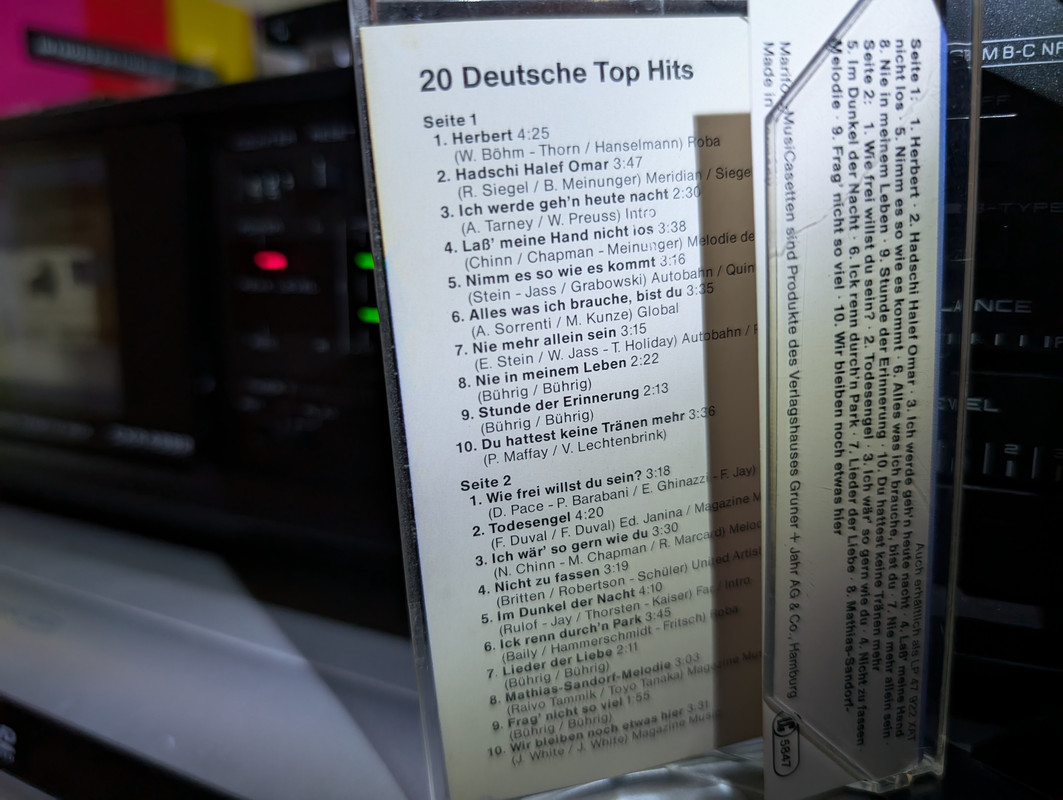 20 Deutsche Top Hits
Seite 1
1. Herbert 4:25
(W. Böhm - Thorn / Hanselmann) Roba
2. Hadschi Halef Omar 3:47
(R. Siegel / B. Meinunger) Meridian / Siege
3. Ich werde geh'n heute nacht 2:30
(A. Tarney / W. Preuss) Intro
4. Laß' meine Hand nicht los 3:38
(Chinn / Chapman - Meinunger) Melodie de
5. Nimm es so wie es kommt 3:16
(Stein - Jass / Grabowski) Autobahn / Quin
6. Alles was ich brauche, bist du 3:35
(A. Sorrenti / M. Kunze) Global
7. Nie mehr allein sein 3:15
(E. Stein / W. Jass - T. Holiday) Autobahn /
8. Nie in meinem Leben 2:22
(Bührig / Bührig)
9. Stunde der Erinnerung 2:13
(Bührig / Bührig)
10. Du hattest keine Tränen mehr 3:36
(P. Maffay / V. Lechtenbrink)
Seite 2
1. Wie frei willst du sein? 3:18
(D. Pace - P. Barabani / E. Ghinazzi - F. Jay)
2. Todesengel 4:20
(F. Duval / F. Duval) Ed. Janina / Magazine M
3. Ich wär' so gern wie du 3:30
(N. Chinn - M. Chapman / R. Marcard) Melod
4. Nicht zu fassen 3:19
(Britten / Robertson - Schüler) United Artist
5. Im Dunkel der Nacht 4:10
(Rulof - Jay / Thorsten - Kaiser) Far / Intro
6. Ick renn durch'n Park 3:45
(Baily / Hammerschmidt - Fritsch) Roba
7. Lieder der Liebe 2:11
(Bührig / Bührig)
8. Mathias-Sandorf-Melodie 3:03
(Raivo Tammik / Toyo Tanaka) Magazine Mus
9. Frag' nicht so viel 1:55
(Bührig / Bührig)
10. Wir bleiben noch etwas hier 3:31
(J. White / J. White) Magazine Music
Auch erhältlich als LP 47 922 XAT
Seite 1: 1. Herbert · 2. Hadschi Halef Omar · 3. Ich werde geh'n heute nacht · 4. Laß' meine Hand
nicht los · 5. Nimm es so wie es kommt · 6. Alles was ich brauche, bist du · 7. Nie mehr allein sein ·
8. Nie in meinem Leben · 9. Stunde der Erinnerung · 10. Du hattest keine Tränen mehr
Seite 2: 1. Wie frei willst du sein? · 2. Todesengel · 3. Ich wär' so gern wie du · 4. Nicht zu fassen ·
5. Im Dunkel der Nacht · 6. Ick renn durch'n Park · 7. Lieder der Liebe · 8. Mathias-Sandorf-
Melodie · 9. Frag' nicht so viel · 10. Wir bleiben noch etwas hier
MusiCasetten sind Produkte des Verlagshauses Gruner + Jahr AG & Co., Hamburg
Made in
5847